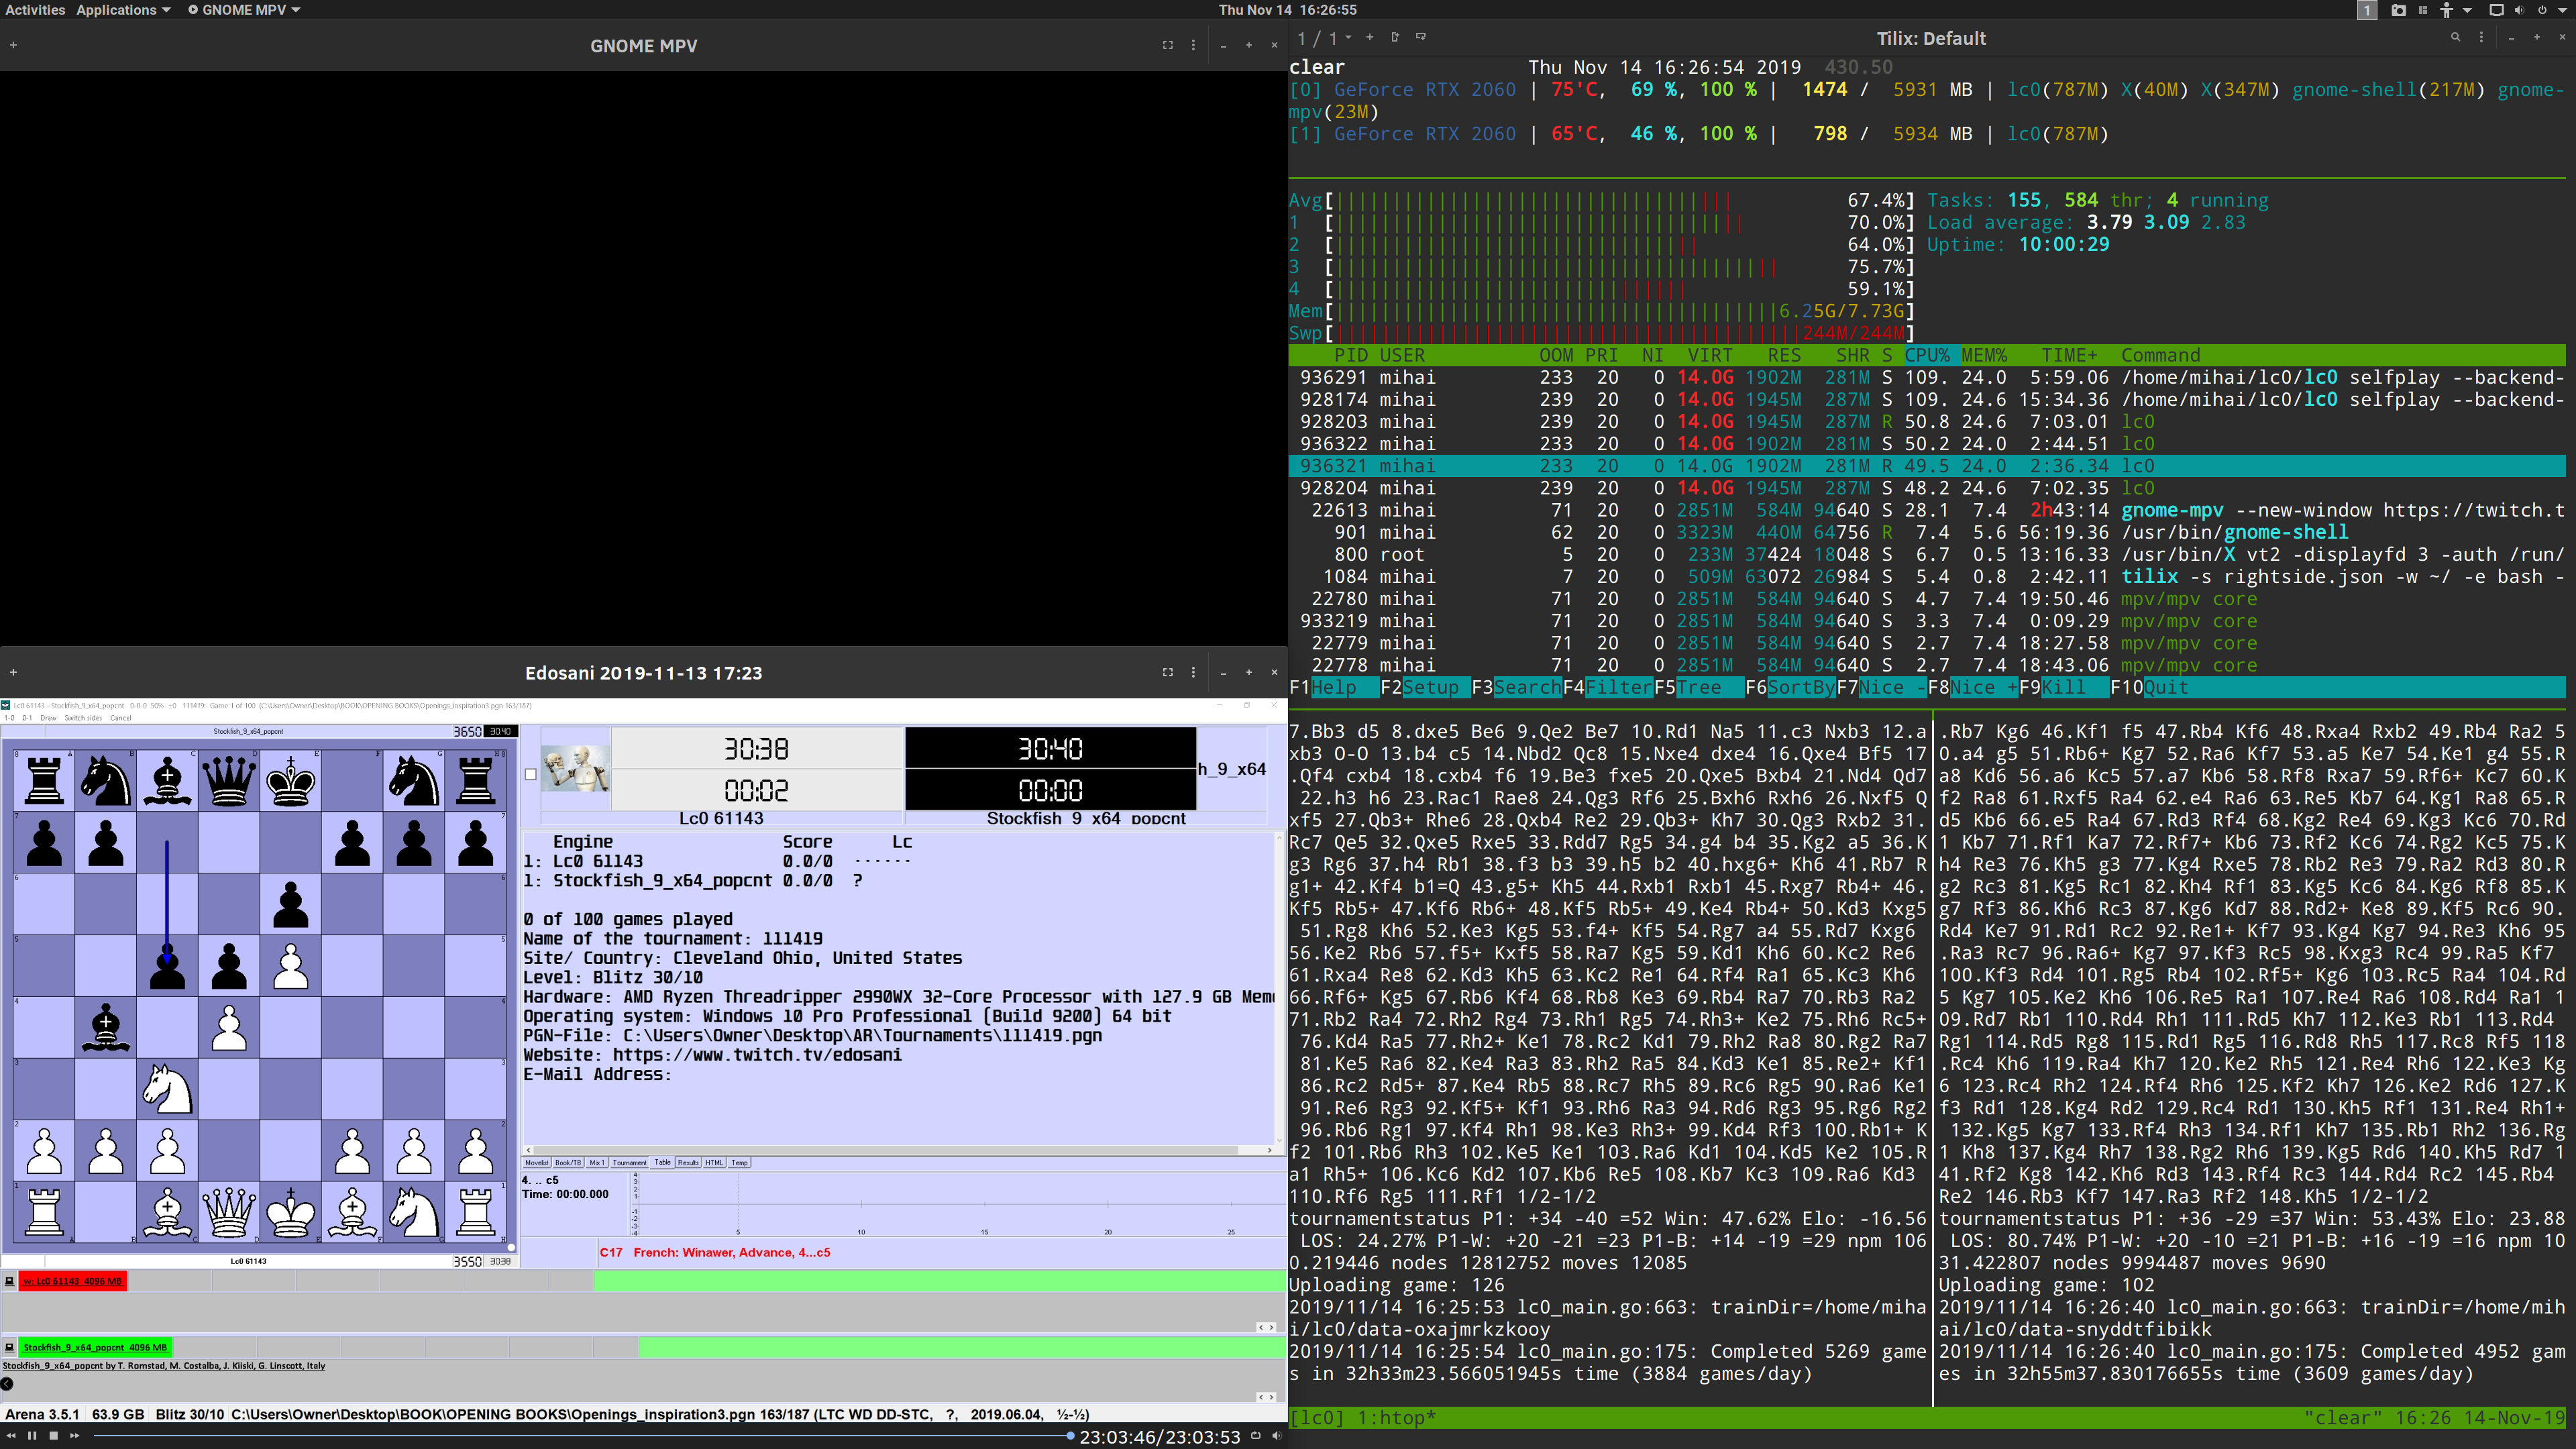 Activities Applications GNOME MPV Thu Nov 14 16:26:55 1
GNOME MPV
1 / 1 Tilix: Default
clear Thu Nov 14 16:26:54 2019 430.50
[0] GeForce RTX 2060 | 75'C, 69 %, 100 % | 1474 / 5931 MB | lc0(787M) X(40M) X(347M) gnome-shell(217M) gnome-
mpv(23M)
[1] GeForce RTX 2060 | 65'C, 46 %, 100 % | 798 / 5934 MB | lc0(787M)
Avg[ 67.4%] Tasks: 155, 584 thr; 4 running
1 [ 70.0%] Load average: 3.79 3.09 2.83
2 [ 64.0%] Uptime: 10:00:29
3 [ 75.7%]
4 [ 59.1%]
Mem[ 6.25G/7.73G]
Swp[ 244M/244M]
PID USER OOM PRI NI VIRT RES SHR S CPU% MEM% TIME+ Command
936291 mihai 233 20 0 14.0G 1902M 281M S 109. 24.0 5:59.06 /home/mihai/lc0/lc0 selfplay --backend-
928174 mihai 239 20 0 14.0G 1945M 287M S 109. 24.6 15:34.36 /home/mihai/lc0/lc0 selfplay --backend-
928203 mihai 239 20 0 14.0G 1945M 287M R 50.8 24.6 7:03.01 lc0
936322 mihai 233 20 0 14.0G 1902M 281M S 50.2 24.0 2:44.51 lc0
936321 mihai 233 20 0 14.0G 1902M 281M R 49.5 24.0 2:36.34 lc0
928204 mihai 239 20 0 14.0G 1945M 287M S 48.2 24.6 7:02.35 lc0
22613 mihai 71 20 0 2851M 584M 94640 S 28.1 7.4 2h43:14 gnome-mpv --new-window https://twitch.t
901 mihai 62 20 0 3323M 440M 64756 R 7.4 5.6 56:19.36 /usr/bin/gnome-shell
800 root 5 20 0 233M 37424 18048 S 6.7 0.5 13:16.33 /usr/bin/X vt2 -displayfd 3 -auth /run/
1084 mihai 7 20 0 509M 63072 26984 S 5.4 0.8 2:42.11 tilix -s rightside.json -w ~/ -e bash -
22780 mihai 71 20 0 2851M 584M 94640 S 4.7 7.4 19:50.46 mpv/mpv core
933219 mihai 71 20 0 2851M 584M 94640 S 3.3 7.4 0:09.29 mpv/mpv core
22779 mihai 71 20 0 2851M 584M 94640 S 2.7 7.4 18:27.58 mpv/mpv core
22778 mihai 71 20 0 2851M 584M 94640 S 2.7 7.4 18:43.06 mpv/mpv core
F1Help F2Setup F3SearchF4FilterF5Tree F6SortByF7Nice -F8Nice +F9Kill F10Quit
7.Bb3 d5 8.dxe5 Be6 9.Qe2 Be7 10.Rd1 Na5 11.c3 Nxb3 12.a
xb3 O-O 13.b4 c5 14.Nbd2 Qc8 15.Nxe4 dxe4 16.Qxe4 Bf5 17
.Qf4 cxb4 18.cxb4 f6 19.Be3 fxe5 20.Qxe5 Bxb4 21.Nd4 Qd7
22.h3 h6 23.Rac1 Rae8 24.Qg3 Rf6 25.Bxh6 Rxh6 26.Nxf5 Q
xf5 27.Qb3+ Rhe6 28.Qxb4 Re2 29.Qb3+ Kh7 30.Qg3 Rxb2 31.
Rc7 Qe5 32.Qxe5 Rxe5 33.Rdd7 Rg5 34.g4 b4 35.Kg2 a5 36.K
g3 Rg6 37.h4 Rb1 38.f3 b3 39.h5 b2 40.hxg6+ Kh6 41.Rb7 R
g1+ 42.Kf4 b1=Q 43.g5+ Kh5 44.Rxb1 Rxb1 45.Rxg7 Rb4+ 46.
Kf5 Rb5+ 47.Kf6 Rb6+ 48.Kf5 Rb5+ 49.Ke4 Rb4+ 50.Kd3 Kxg5
51.Rg8 Kh6 52.Ke3 Kg5 53.f4+ Kf5 54.Rg7 a4 55.Rd7 Kxg6
56.Ke2 Rb6 57.f5+ Kxf5 58.Ra7 Kg5 59.Kd1 Kh6 60.Kc2 Re6
61.Rxa4 Re8 62.Kd3 Kh5 63.Kc2 Re1 64.Rf4 Ra1 65.Kc3 Kh6
66.Rf6+ Kg5 67.Rb6 Kf4 68.Rb8 Ke3 69.Rb4 Ra7 70.Rb3 Ra2
71.Rb2 Ra4 72.Rh2 Rg4 73.Rh1 Rg5 74.Rh3+ Ke2 75.Rh6 Rc5+
76.Kd4 Ra5 77.Rh2+ Ke1 78.Rc2 Kd1 79.Rh2 Ra8 80.Rg2 Ra7
81.Ke5 Ra6 82.Ke4 Ra3 83.Rh2 Ra5 84.Kd3 Ke1 85.Re2+ Kf1
86.Rc2 Rd5+ 87.Ke4 Rb5 88.Rc7 Rh5 89.Rc6 Rg5 90.Ra6 Ke1
91.Re6 Rg3 92.Kf5+ Kf1 93.Rh6 Ra3 94.Rd6 Rg3 95.Rg6 Rg2
96.Rb6 Rg1 97.Kf4 Rh1 98.Ke3 Rh3+ 99.Kd4 Rf3 100.Rb1+ K
f2 101.Rb6 Rh3 102.Ke5 Ke1 103.Ra6 Kd1 104.Kd5 Ke2 105.R
a1 Rh5+ 106.Kc6 Kd2 107.Kb6 Re5 108.Kb7 Kc3 109.Ra6 Kd3
110.Rf6 Rg5 111.Rf1 1/2-1/2
tournamentstatus P1: +34 -40 =52 Win: 47.62% Elo: -16.56
LOS: 24.27% P1-W: +20 -21 =23 P1-B: +14 -19 =29 npm 106
0.219446 nodes 12812752 moves 12085
Uploading game: 126
2019/11/14 16:25:53 lc0_main.go:663: trainDir=/home/miha
i/lc0/data-oxajmrkzkooy
2019/11/14 16:25:54 lc0_main.go:175: Completed 5269 game
s in 32h33m23.566051945s time (3884 games/day)
.Rb7 Kg6 46.Kf1 f5 47.Rb4 Kf6 48.Rxa4 Rxb2 49.Rb4 Ra2 5
0.a4 g5 51.Rb6+ Kg7 52.Ra6 Kf7 53.a5 Ke7 54.Ke1 g4 55.R
a8 Kd6 56.a6 Kc5 57.a7 Kb6 58.Rf8 Rxa7 59.Rf6+ Kc7 60.K
f2 Ra8 61.Rxf5 Ra4 62.e4 Ra6 63.Re5 Kb7 64.Kg1 Ra8 65.R
d5 Kb6 66.e5 Ra4 67.Rd3 Rf4 68.Kg2 Re4 69.Kg3 Kc6 70.Rd
1 Kb7 71.Rf1 Ka7 72.Rf7+ Kb6 73.Rf2 Kc6 74.Rg2 Kc5 75.K
h4 Re3 76.Kh5 g3 77.Kg4 Rxe5 78.Rb2 Re3 79.Ra2 Rd3 80.R
g2 Rc3 81.Kg5 Rc1 82.Kh4 Rf1 83.Kg5 Kc6 84.Kg6 Rf8 85.K
g7 Rf3 86.Kh6 Rc3 87.Kg6 Kd7 88.Rd2+ Ke8 89.Kf5 Rc6 90.
Rd4 Ke7 91.Rd1 Rc2 92.Re1+ Kf7 93.Kg4 Kg7 94.Re3 Kh6 95
.Ra3 Rc7 96.Ra6+ Kg7 97.Kf3 Rc5 98.Kxg3 Rc4 99.Ra5 Kf7
100.Kf3 Rd4 101.Rg5 Rb4 102.Rf5+ Kg6 103.Rc5 Ra4 104.Rd
5 Kg7 105.Ke2 Kh6 106.Re5 Ra1 107.Re4 Ra6 108.Rd4 Ra1 1
09.Rd7 Rb1 110.Rd4 Rh1 111.Rd5 Kh7 112.Ke3 Rb1 113.Rd4
Rg1 114.Rd5 Rg8 115.Rd1 Rg5 116.Rd8 Rh5 117.Rc8 Rf5 118
.Rc4 Kh6 119.Ra4 Kh7 120.Ke2 Rh5 121.Re4 Rh6 122.Ke3 Kg
6 123.Rc4 Rh2 124.Rf4 Rh6 125.Kf2 Kh7 126.Ke2 Rd6 127.K
f3 Rd1 128.Kg4 Rd2 129.Rc4 Rd1 130.Kh5 Rf1 131.Re4 Rh1+
132.Kg5 Kg7 133.Rf4 Rh3 134.Rf1 Kh7 135.Rb1 Rh2 136.Rg
1 Kh8 137.Kg4 Rh7 138.Rg2 Rh6 139.Kg5 Rd6 140.Kh5 Rd7 1
41.Rf2 Kg8 142.Kh6 Rd3 143.Rf4 Rc3 144.Rd4 Rc2 145.Rb4
Re2 146.Rb3 Kf7 147.Ra3 Rf2 148.Kh5 1/2-1/2
tournamentstatus P1: +36 -29 =37 Win: 53.43% Elo: 23.88
LOS: 80.74% P1-W: +20 -10 =21 P1-B: +16 -19 =16 npm 10
31.422807 nodes 9994487 moves 9690
Uploading game: 102
2019/11/14 16:26:40 lc0_main.go:663: trainDir=/home/mih
ai/lc0/data-snyddtfibikk
2019/11/14 16:26:40 lc0_main.go:175: Completed 4952 gam
es in 32h55m37.830176655s time (3609 games/day)
[lc0] 1:htop* "clear" 16:26 14-Nov-19
Edosani 2019-11-13 17:23
Lc0 61143 - Stockfish_9_x64_popcnt 0-0-0 50% ±0 111419: Game 1 of 100 (C:\Users\Owner\Desktop\BOOK\OPENING BOOKS\Openings_inspiration3.pgn 163/187)
1-0 0-1 Draw Switch sides Cancel
Stockfish_9_x64_popcnt 3650 30:40
30:38 30:40
h_9_x64
00:02 00:00
Lc0 61143 Stockfish_9_x64_popcnt
Engine Score Lc
1: Lc0 61143 0.0/0 ······
1: Stockfish_9_x64_popcnt 0.0/0 ?
0 of 100 games played
Name of the tournament: 111419
Site/ Country: Cleveland Ohio, United States
Level: Blitz 30/10
Hardware: AMD Ryzen Threadripper 2990WX 32-Core Processor with 127.9 GB Mem
Operating system: Windows 10 Pro Professional (Build 9200) 64 bit
PGN-File: C:\Users\Owner\Desktop\AR\Tournaments\111419.pgn
Website: https://www.twitch.tv/edosani
E-Mail Address:
Movelist Book/TB Mix 1 Tournament Table Results HTML Temp
4. .. c5
Time: 00:00.000
5 10 15 20 25
C17 French: Winawer, Advance, 4...c5
Lc0 61143 3550 30:38
w: Lc0 61143 4096 MB
Stockfish_9_x64_popcnt 4096 MB
Stockfish_9_x64_popcnt by T. Romstad, M. Costalba, J. Kiiski, G. Linscott, Italy
Arena 3.5.1 63.9 GB Blitz 30/10 C:\Users\Owner\Desktop\BOOK\OPENING BOOKS\Openings_inspiration3.pgn 163/187 (LTC WD DD-STC, ?, 2019.06.04, ½-½)
23:03:46/23:03:53